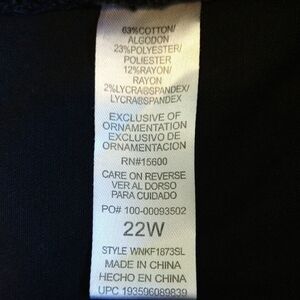 63%COTTON/
ALGODON
23%POLYESTER/
POLIESTER
12%RAYON/
RAYON
2%LYCRA®SPANDEX/
LYCRA®SPANDEX
EXCLUSIVE OF
ORNAMENTATION
EXCLUSIVO DE
ORNAMENTACION
RN#15600
CARE ON REVERSE
VER AL DORSO
PARA CUIDADO
PO# 100-00093502
22W
STYLE WNKF1873SL
MADE IN CHINA
HECHO EN CHINA
UPC 193596089839